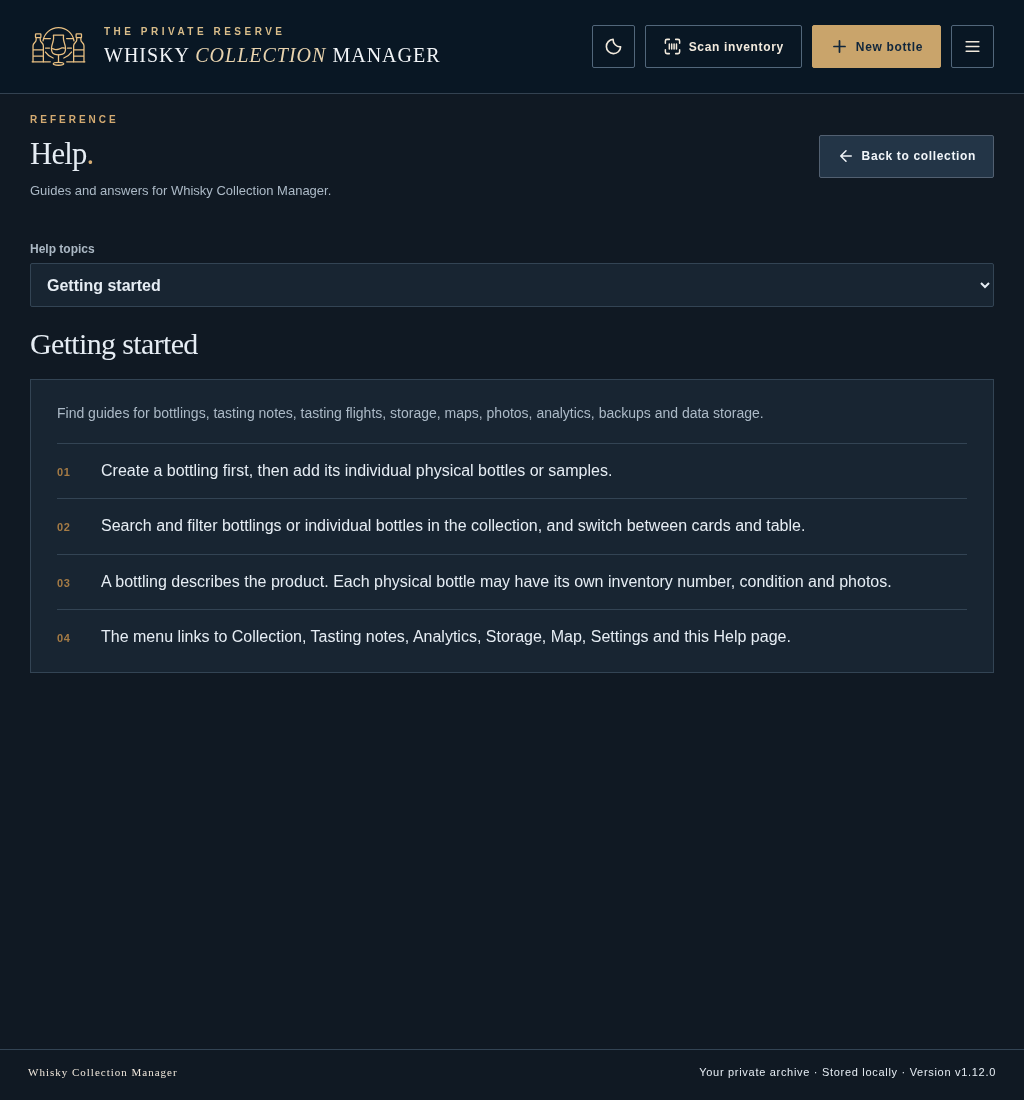 THE PRIVATE RESERVE
WHISKY COLLECTION MANAGER
Scan inventory
New bottle
REFERENCE
Help.
Back to collection
Guides and answers for Whisky Collection Manager.
Help topics
Getting started
Getting started
Find guides for bottlings, tasting notes, tasting flights, storage, maps, photos, analytics, backups and data storage.
01 Create a bottling first, then add its individual physical bottles or samples.
02 Search and filter bottlings or individual bottles in the collection, and switch between cards and table.
03 A bottling describes the product. Each physical bottle may have its own inventory number, condition and photos.
04 The menu links to Collection, Tasting notes, Analytics, Storage, Map, Settings and this Help page.
Whisky Collection Manager
Your private archive · Stored locally · Version v1.12.0